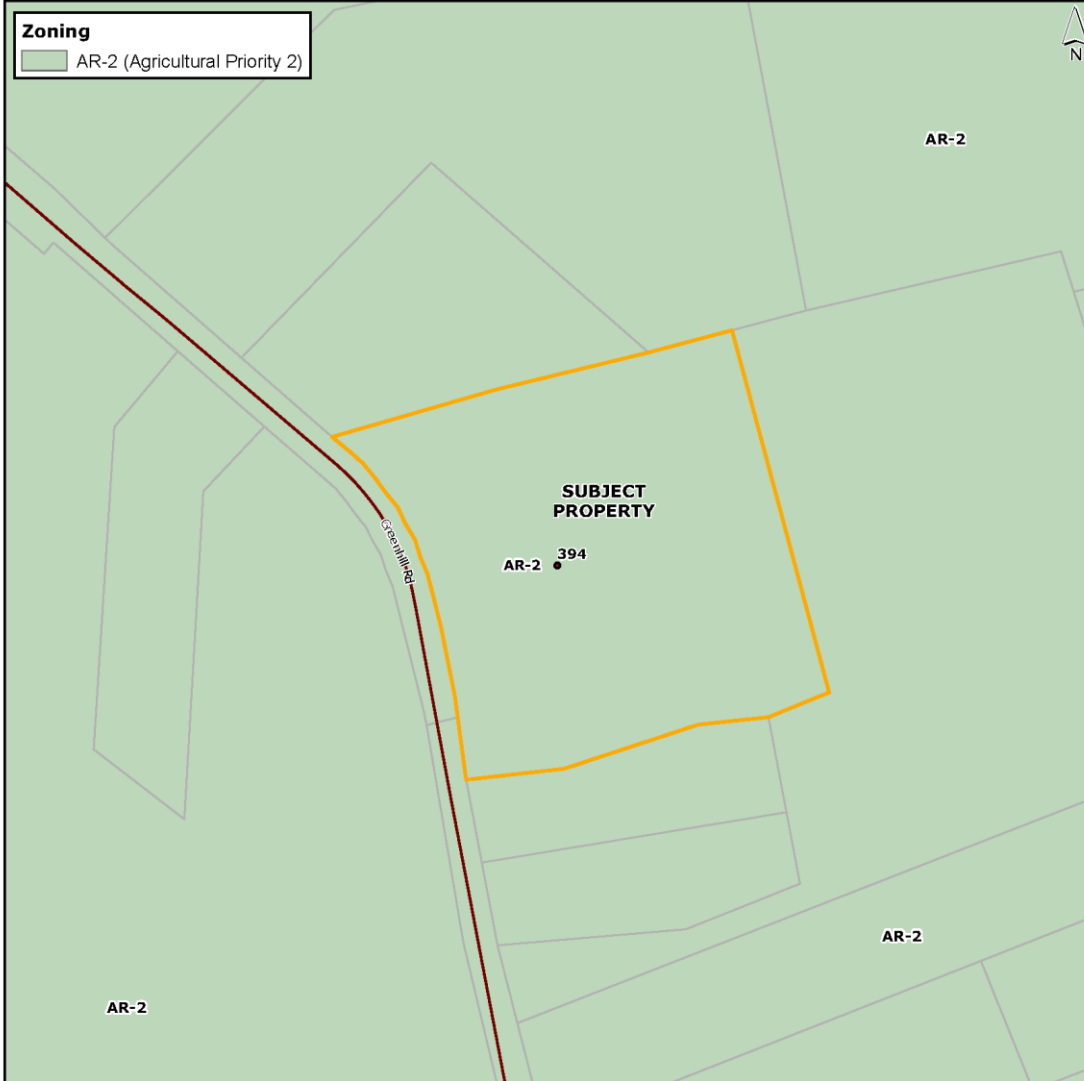 Zoning
AR-2 (Agricultural Priority 2)
N
AR-2
SUBJECT
PROPERTY
394
AR-2
Greenhill Rd
AR-2
AR-2